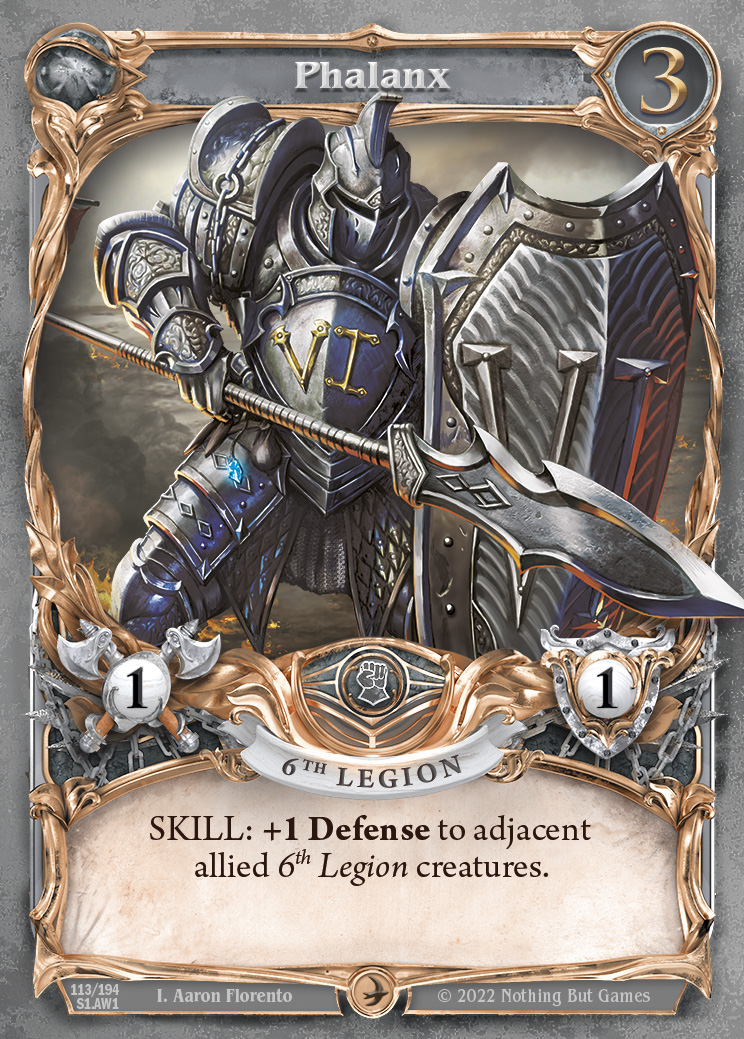 Phalanx
3
VI
VI
1
1
6TH LEGION
SKILL: +1 Defense to adjacent
allied 6th Legion creatures.
113/194
S1.AW1
I. Aaron Florento
© 2022 Nothing But Games